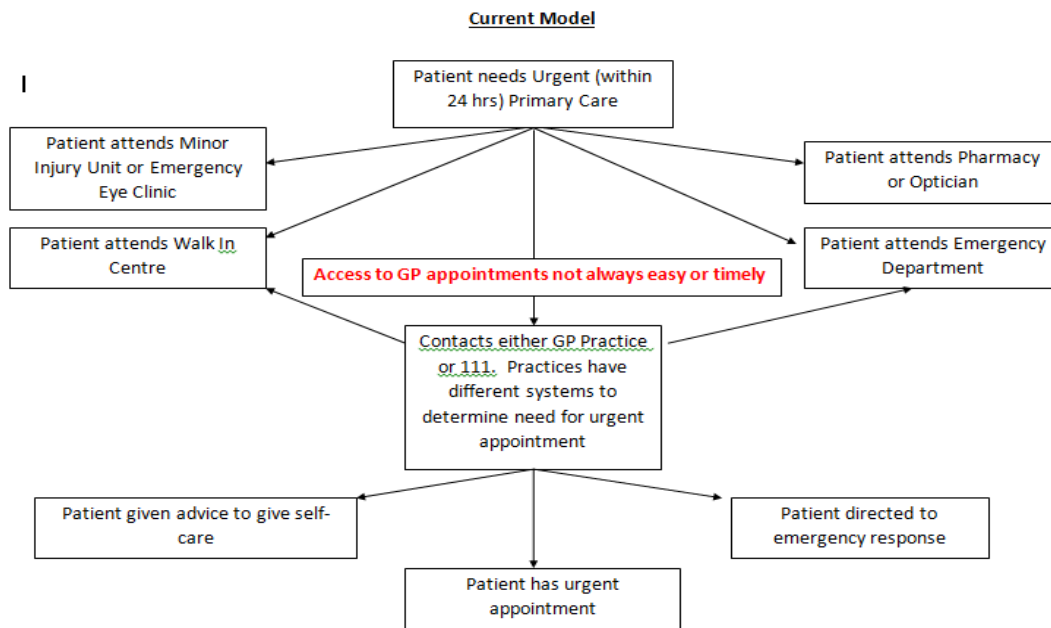 Current Model
I
Patient needs Urgent (within
24 hrs) Primary Care
Patient attends Minor
Injury Unit or Emergency
Eye Clinic
Patient attends Pharmacy
or Optician
Patient attends Walk In
Centre
Patient attends Emergency
Department
Access to GP appointments not always easy or timely
Contacts either GP Practice
or 111.  Practices have
different systems to
determine need for urgent
appointment
Patient given advice to give self-
care
Patient directed to
emergency response
Patient has urgent
appointment